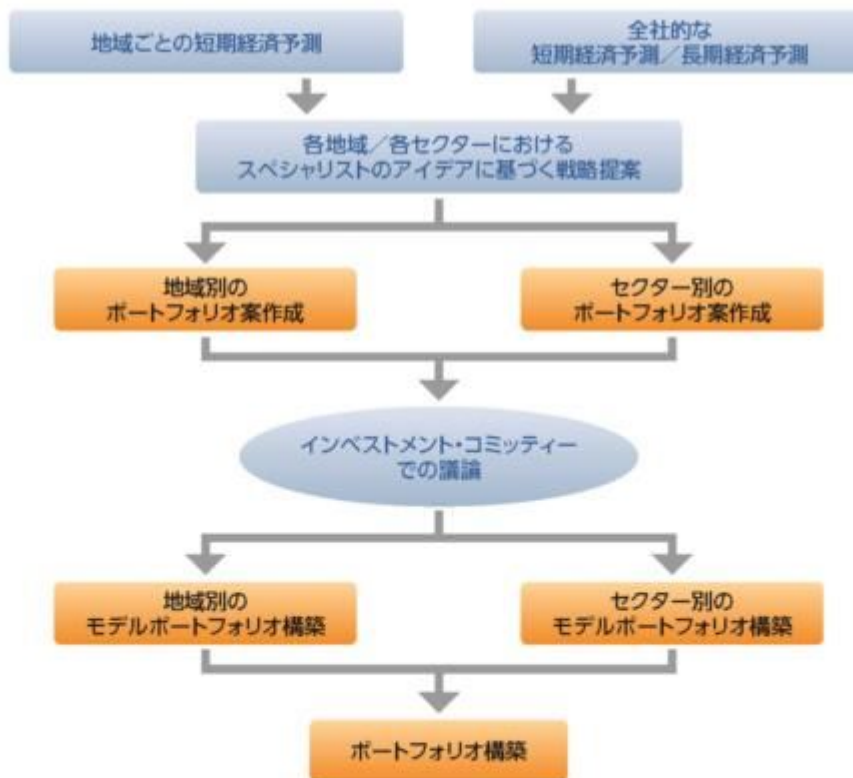 地域ごとの短期経済予測
全社的な
短期経済予測／長期経済予測
各地域／各セクターにおける
スペシャリストのアイデアに基づく戦略提案
地域別の
ポートフォリオ案作成
セクター別の
ポートフォリオ案作成
インベストメント・コミッティー
での議論
地域別の
モデルポートフォリオ構築
セクター別の
モデルポートフォリオ構築
ポートフォリオ構築